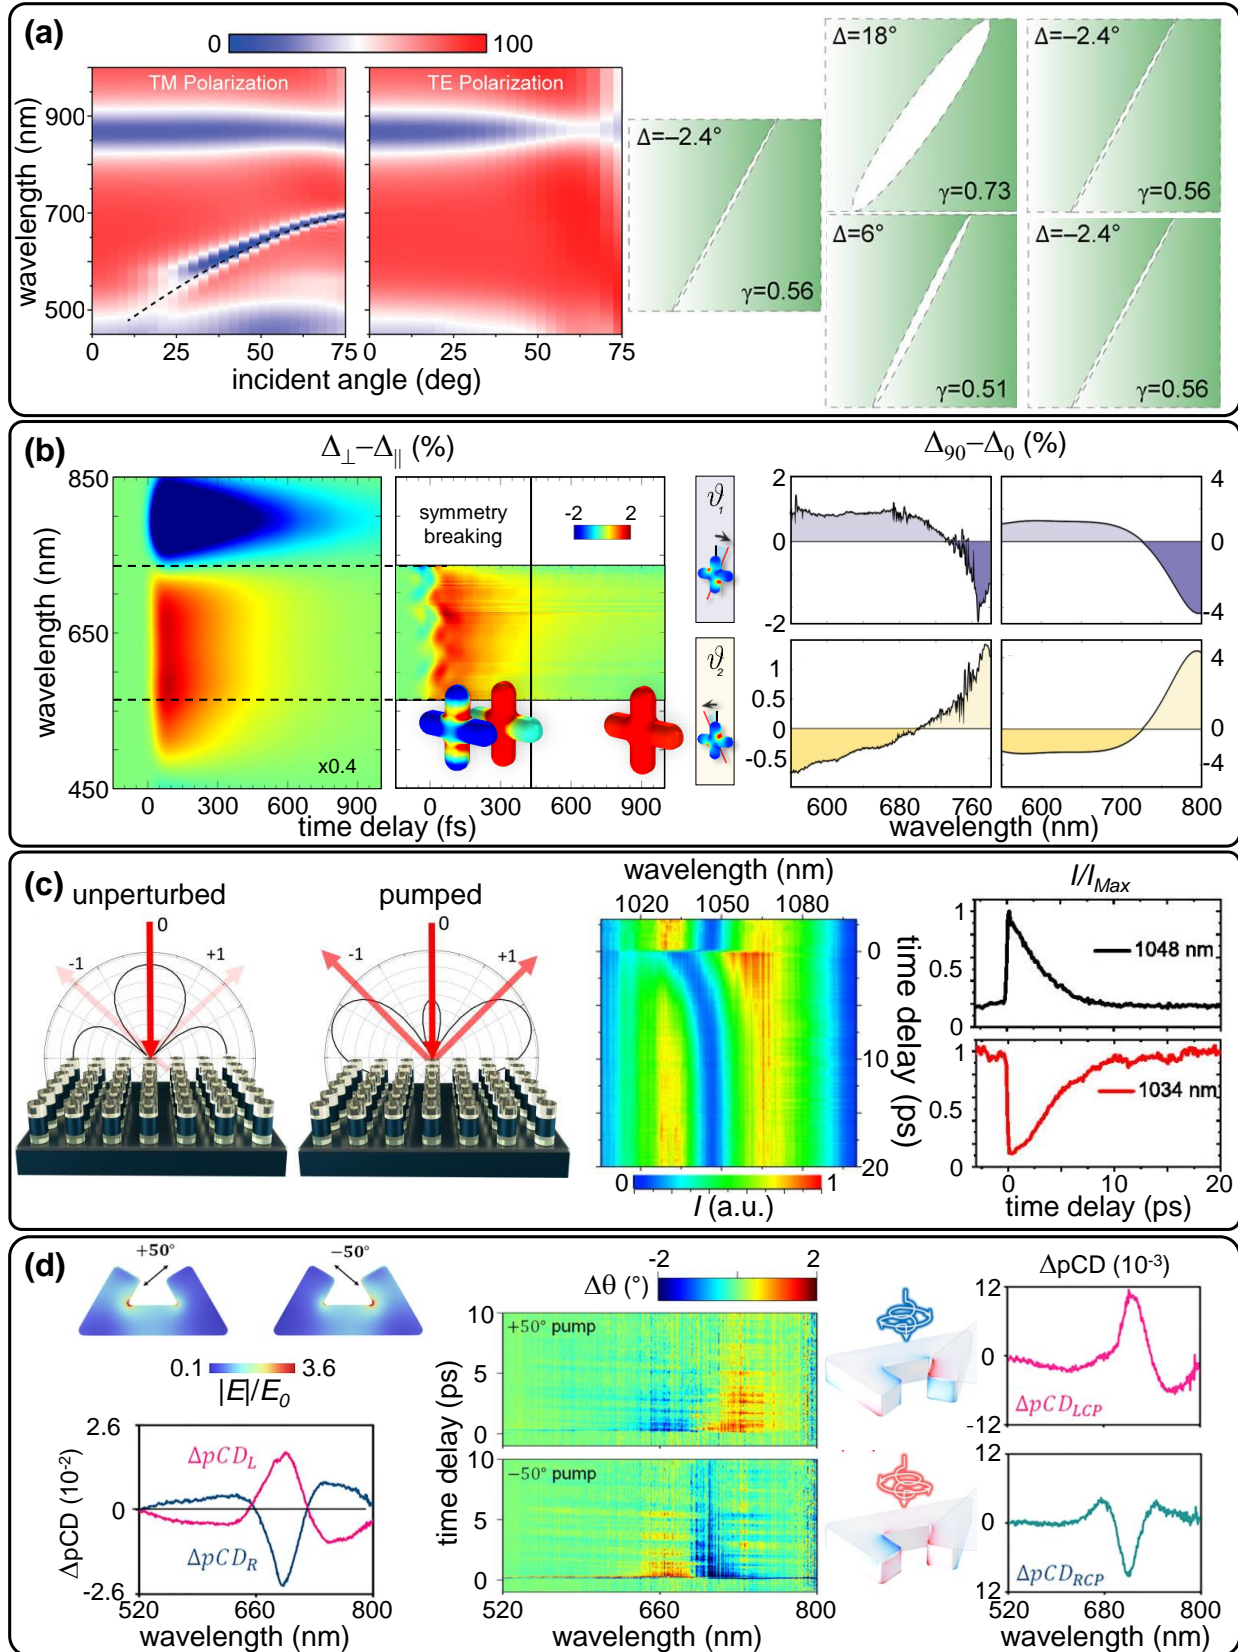 (a)
0
100
TM Polarization
TE Polarization
wavelength (nm)
900
700
500
0
25
50
75
0
25
50
75
incident angle (deg)
Δ=–2.4°
γ=0.56
Δ=18°
γ=0.73
Δ=–2.4°
γ=0.56
Δ=6°
γ=0.51
Δ=–2.4°
γ=0.56
(b)
Δ⊥–Δ∥ (%)
850
650
450
wavelength (nm)
x0.4
symmetry
breaking
-2
2
0
300
600
900
0
300
600
900
time delay (fs)
ϑ1
ϑ2
Δ90–Δ0 (%)
2
0
-2
4
0
-4
1
0.5
0
-0.5
4
0
-4
600
680
760
600
700
800
wavelength (nm)
(c)
unperturbed
0
-1
+1
pumped
0
-1
+1
wavelength (nm)
1020
1050
1080
0
10
20
time delay (ps)
0
1
I (a.u.)
I/IMax
1
0.5
0
1048 nm
1
0.5
0
1034 nm
0
10
20
time delay (ps)
(d)
+50°
−50°
0.1
3.6
|E|/E0
2.6
0
-2.6
ΔpCD (10-2)
ΔpCDL
ΔpCDR
520
660
800
wavelength (nm)
-2
2
Δθ (°)
10
5
0
+50° pump
10
5
0
−50° pump
time delay (ps)
520
660
800
wavelength (nm)
ΔpCD (10-3)
12
0
-12
ΔpCDLCP
12
0
12
ΔpCDRCP
520
680
800
wavelength (nm)